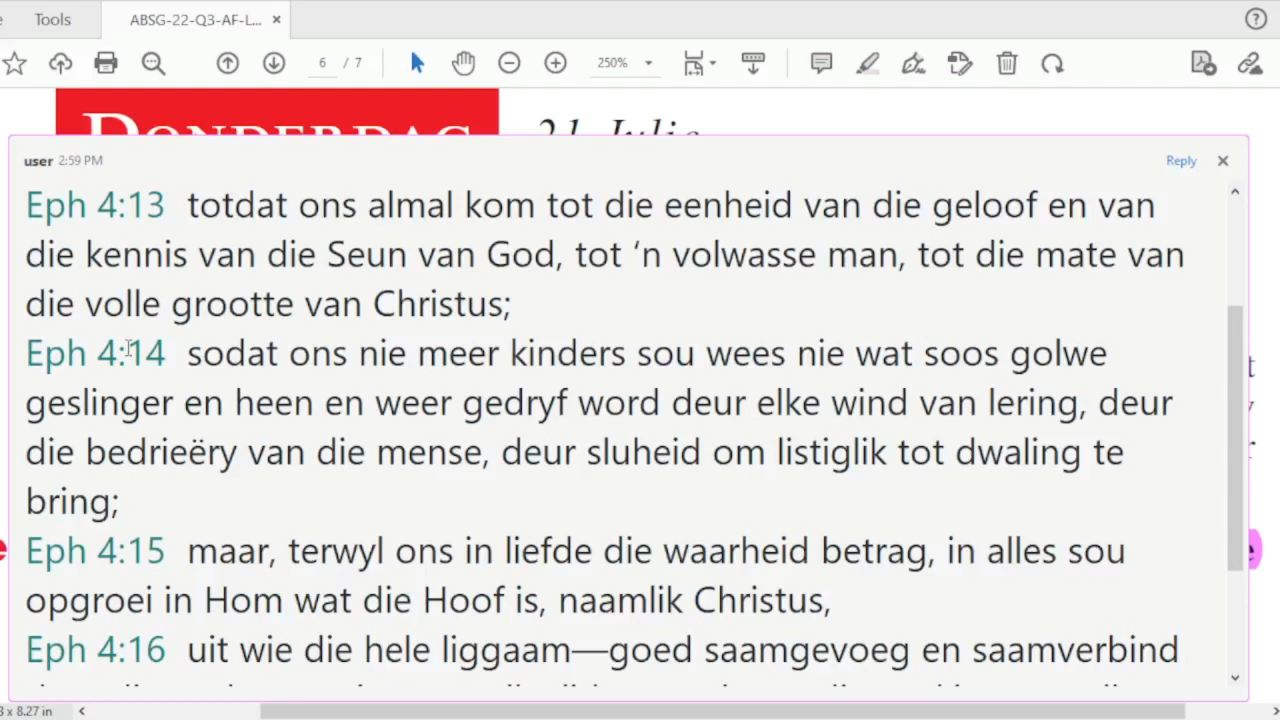 Tools
ABSG-22-Q3-AF-L... ×
6 / 7
250%
DONDERDAG 21 Julie
user 2:59 PM
Reply
Eph 4:13 totdat ons almal kom tot die eenheid van die geloof en van
die kennis van die Seun van God, tot ‘n volwasse man, tot die mate van
die volle grootte van Christus;
Eph 4:14 sodat ons nie meer kinders sou wees nie wat soos golwe
geslinger en heen en weer gedryf word deur elke wind van lering, deur
die bedrieëry van die mense, deur sluheid om listiglik tot dwaling te
bring;
Eph 4:15 maar, terwyl ons in liefde die waarheid betrag, in alles sou
opgroei in Hom wat die Hoof is, naamlik Christus,
Eph 4:16 uit wie die hele liggaam—goed saamgevoeg en saamverbind
x 8.27 in